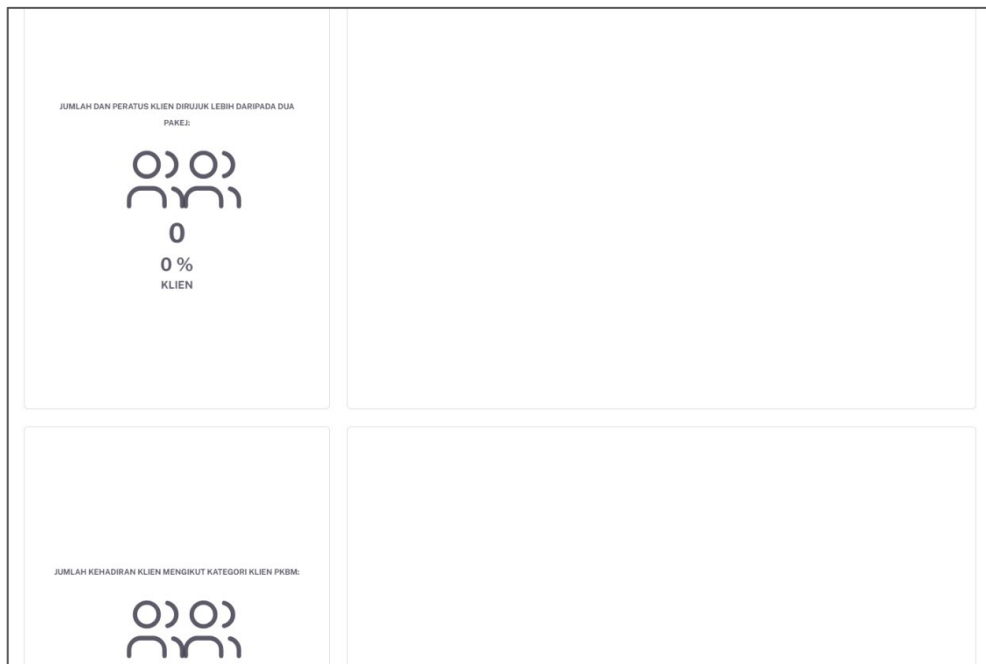 JUMLAH DAN PERATUS KLIEN DIRUJUK LEBIH DARIPADA DUA
PAKEJ:
0
0 %
KLIEN
JUMLAH KEHADIRAN KLIEN MENGIKUT KATEGORI KLIEN PKBM: